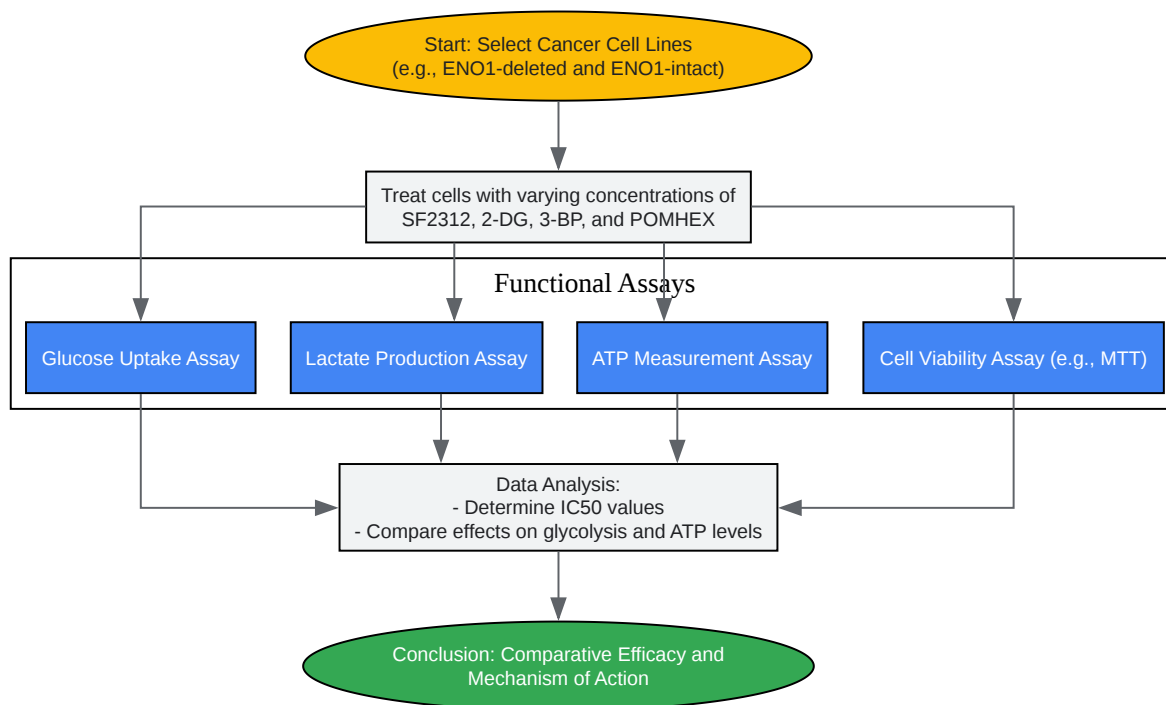 Start: Select Cancer Cell Lines
(e.g., ENO1-deleted and ENO1-intact)
Treat cells with varying concentrations of
SF2312, 2-DG, 3-BP, and POMHEX
Functional Assays
Glucose Uptake Assay
Lactate Production Assay
ATP Measurement Assay
Cell Viability Assay (e.g., MTT)
Data Analysis:
- Determine IC50 values
- Compare effects on glycolysis and ATP levels
Conclusion: Comparative Efficacy and
Mechanism of Action